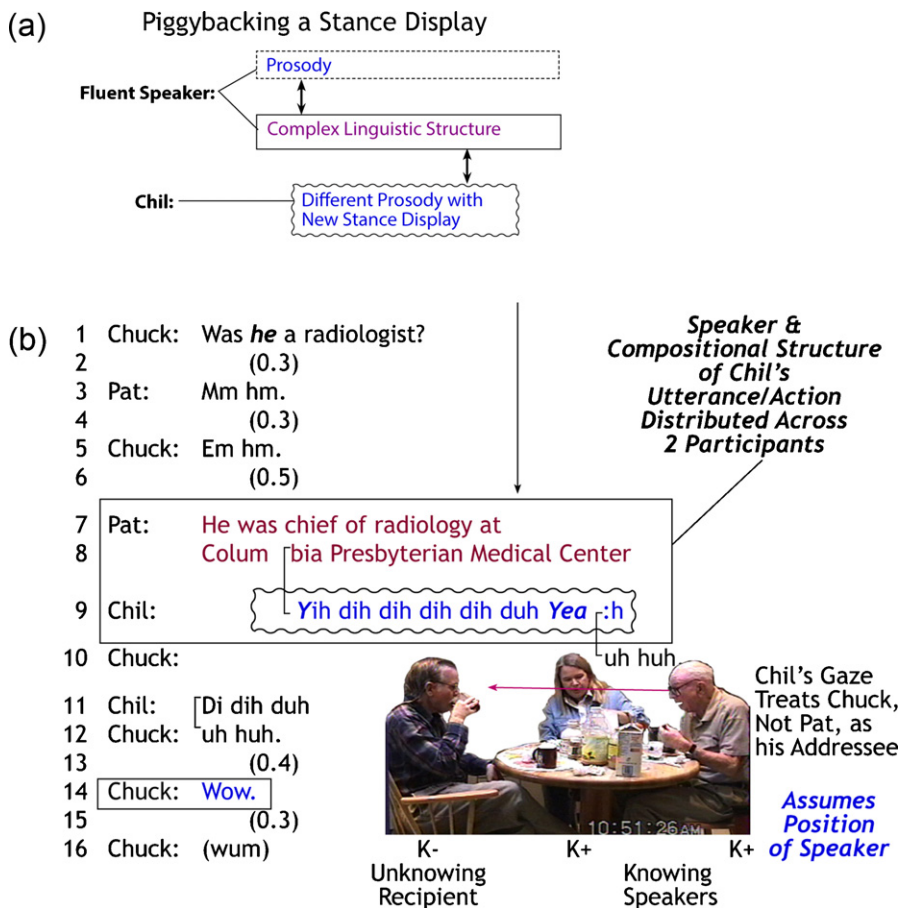 (a)
Piggybacking a Stance Display
Prosody
Fluent Speaker:
Complex Linguistic Structure
Chil:
Different Prosody with
New Stance Display
(b)
1 Chuck: Was he a radiologist?
2 (0.3)
3 Pat: Mm hm.
4 (0.3)
5 Chuck: Em hm.
6 (0.5)
Speaker &
Compositional Structure
of Chil's
Utterance/Action
Distributed Across
2 Participants
7 Pat: He was chief of radiology at
8 Colum bia Presbyterian Medical Center
9 Chil: Yih dih dih dih dih duh Yea :h
10 Chuck: uh huh.
11 Chil: Di dih duh
12 Chuck: uh huh.
13 (0.4)
14 Chuck: Wow.
15 (0.3)
16 Chuck: (wum)
Chil's Gaze
Treats Chuck,
Not Pat, as
his Addressee
10:51:26AM
Assumes
Position
of Speaker
K- K+ K+
Unknowing
Recipient
Knowing
Speakers